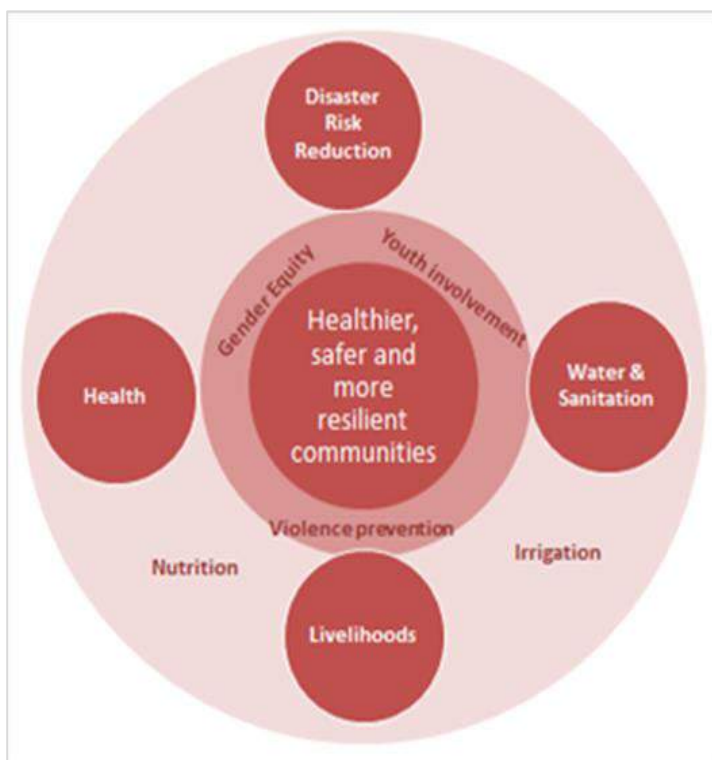 Disaster
Risk
Reduction
Gender Equity
Youth involvement
Healthier,
safer and
more
resilient
communities
Health
Water &
Sanitation
Violence prevention
Nutrition
Irrigation
Livelihoods